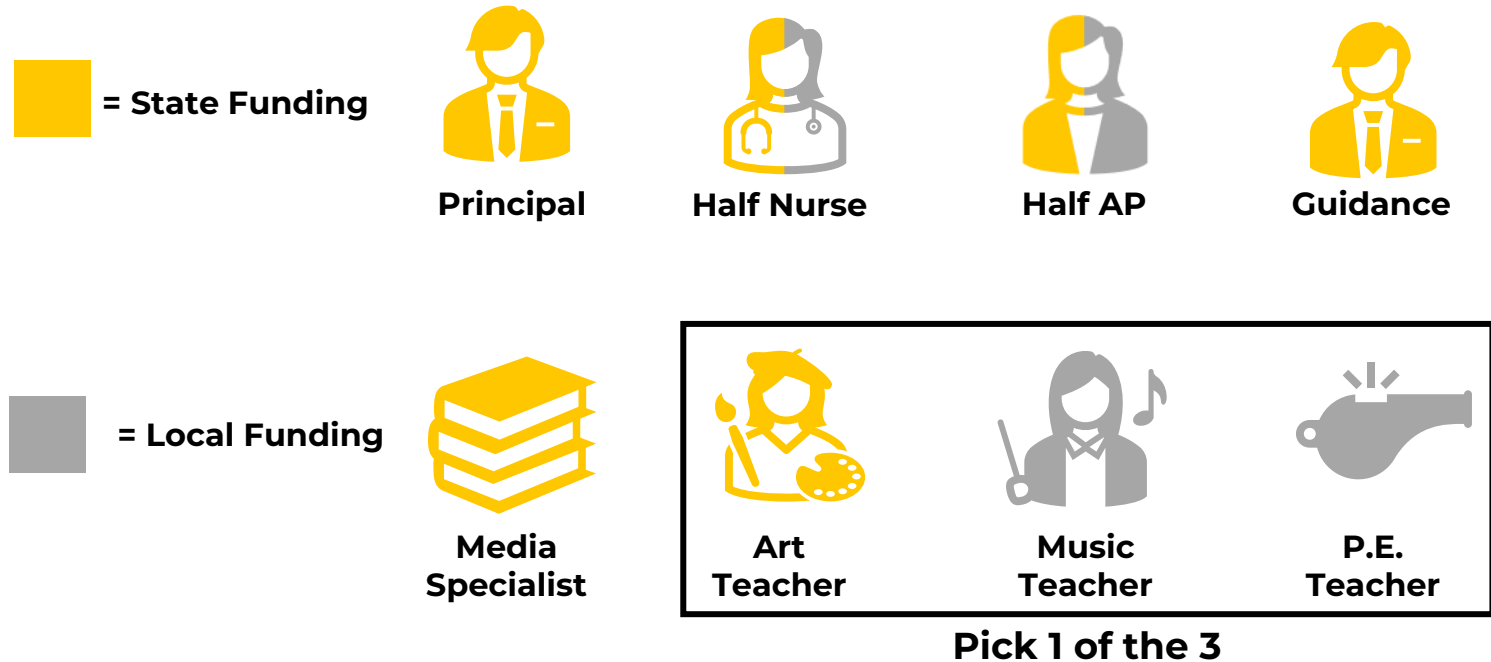 = State Funding
Principal
Half Nurse
Half AP
Guidance
= Local Funding
Media
Specialist
Art
Teacher
Music
Teacher
P.E.
Teacher
Pick 1 of the 3